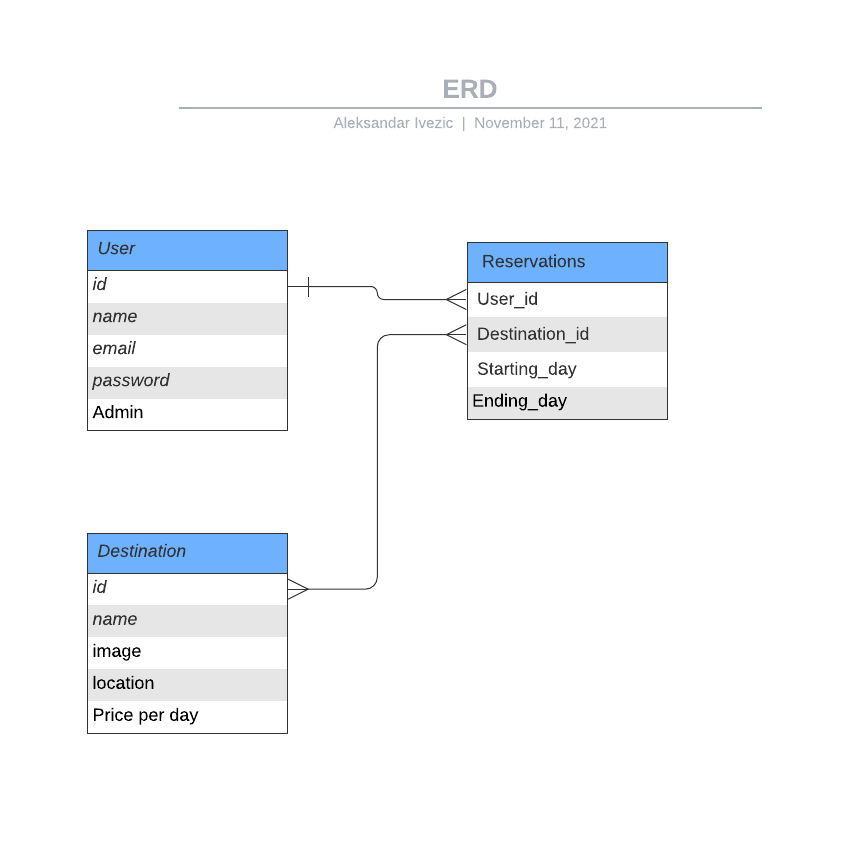 ERD
Aleksandar Ivezic | November 11, 2021
User
id
name
email
password
Admin
Reservations
User_id
Destination_id
Starting_day
Ending_day
Destination
id
name
image
location
Price per day